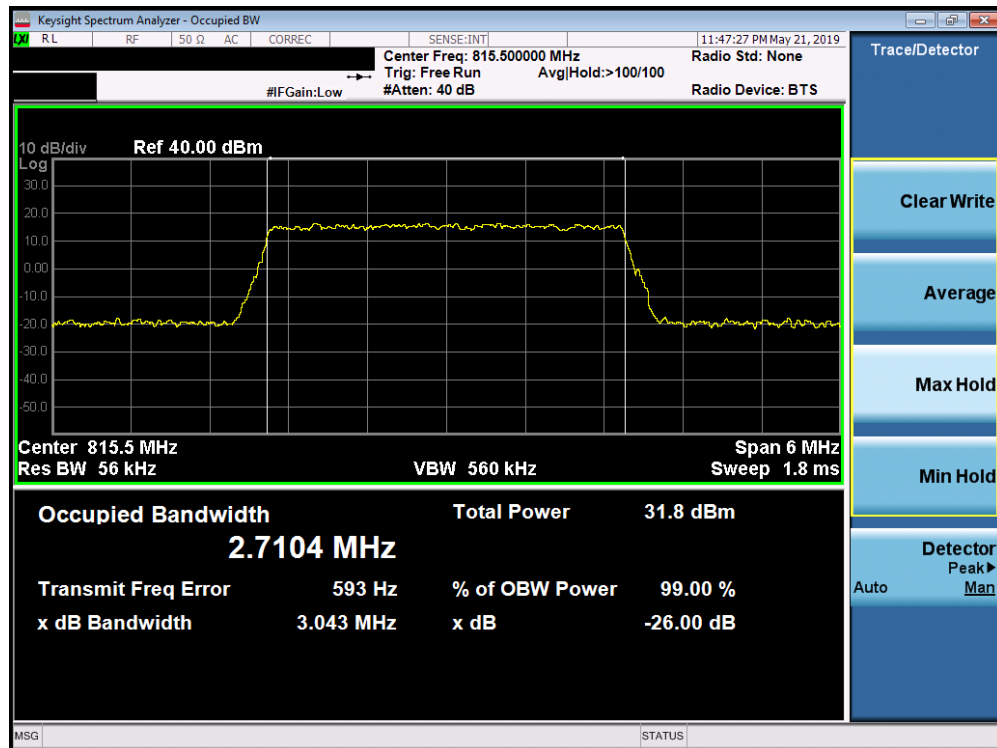 Keysight Spectrum Analyzer - Occupied BW
LXI RL RF 50 Ω AC CORREC SENSE:INT 11:47:27 PM May 21, 2019
Center Freq: 815.500000 MHz Radio Std: None
Trig: Free Run Avg|Hold:>100/100
#IFGain:Low #Atten: 40 dB Radio Device: BTS
10 dB/div Ref 40.00 dBm
Log
30.0
20.0
10.0
0.00
-10.0
-20.0
-30.0
-40.0
-50.0
Center 815.5 MHz Span 6 MHz
Res BW 56 kHz VBW 560 kHz Sweep 1.8 ms
Occupied Bandwidth Total Power 31.8 dBm
2.7104 MHz
Transmit Freq Error 593 Hz % of OBW Power 99.00 %
x dB Bandwidth 3.043 MHz x dB -26.00 dB
MSG STATUS
Trace/Detector
Clear Write
Average
Max Hold
Min Hold
Detector
Peak▶
Auto Man